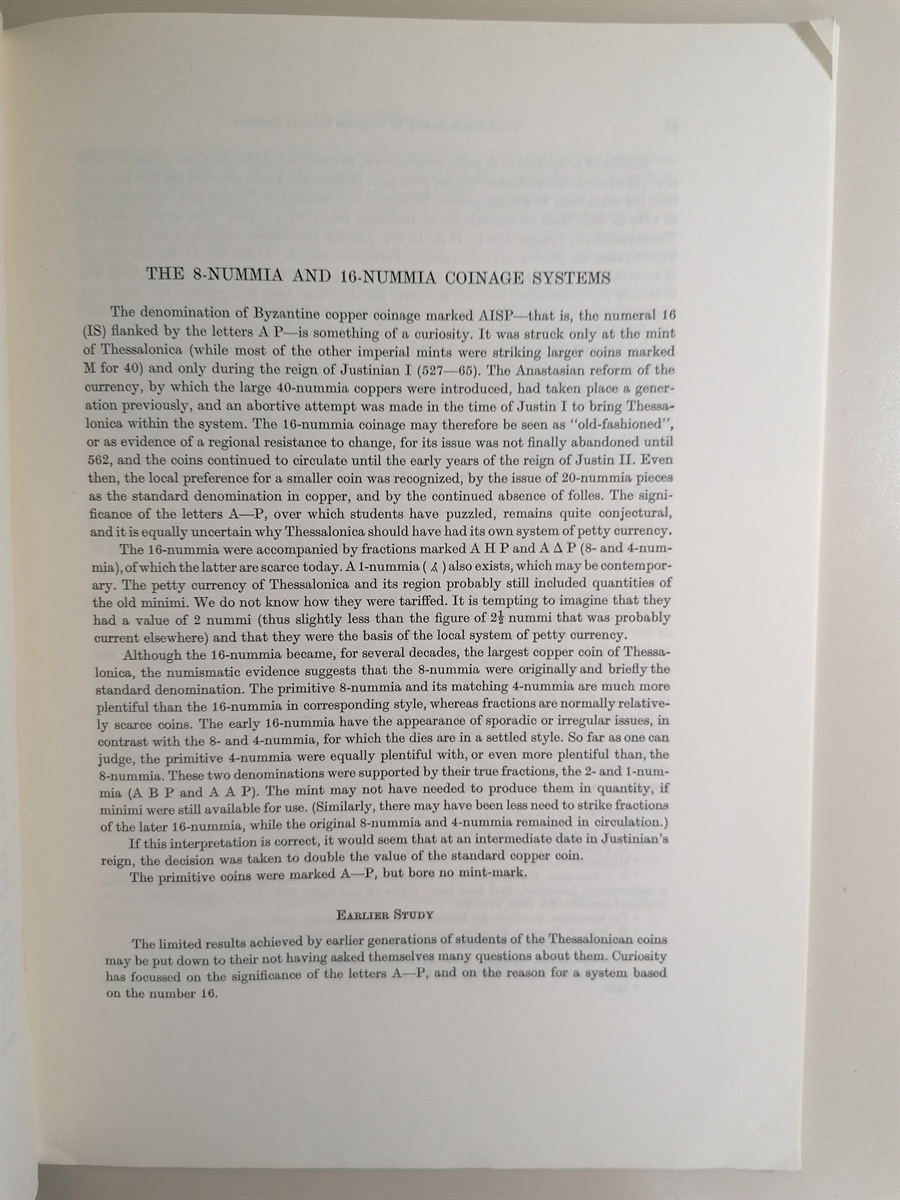 THE 8-NUMMIA AND 16-NUMMIA COINAGE SYSTEMS
The denomination of Byzantine copper coinage marked AISP—that is, the numeral 16
(IS) flanked by the letters A P—is something of a curiosity. It was struck only at the mint
of Thessalonica (while most of the other imperial mints were striking larger coins marked
M for 40) and only during the reign of Justinian I (527—65). The Anastasian reform of the
currency, by which the large 40-nummia coppers were introduced, had taken place a gener-
ation previously, and an abortive attempt was made in the time of Justin I to bring Thessa-
lonica within the system. The 16-nummia coinage may therefore be seen as "old-fashioned",
or as evidence of a regional resistance to change, for its issue was not finally abandoned until
562, and the coins continued to circulate until the early years of the reign of Justin II. Even
then, the local preference for a smaller coin was recognized, by the issue of 20-nummia pieces
as the standard denomination in copper, and by the continued absence of folles. The signi-
ficance of the letters A—P, over which students have puzzled, remains quite conjectural,
and it is equally uncertain why Thessalonica should have had its own system of petty currency.
The 16-nummia were accompanied by fractions marked A H P and A Δ P (8- and 4-num-
mia), of which the latter are scarce today. A 1-nummia ( ) also exists, which may be contempor-
ary. The petty currency of Thessalonica and its region probably still included quantities of
the old minimi. We do not know how they were tariffed. It is tempting to imagine that they
had a value of 2 nummi (thus slightly less than the figure of 2½ nummi that was probably
current elsewhere) and that they were the basis of the local system of petty currency.
Although the 16-nummia became, for several decades, the largest copper coin of Thessa-
lonica, the numismatic evidence suggests that the 8-nummia were originally and briefly the
standard denomination. The primitive 8-nummia and its matching 4-nummia are much more
plentiful than the 16-nummia in corresponding style, whereas fractions are normally relative-
ly scarce coins. The early 16-nummia have the appearance of sporadic or irregular issues, in
contrast with the 8- and 4-nummia, for which the dies are in a settled style. So far as one can
judge, the primitive 4-nummia were equally plentiful with, or even more plentiful than, the
8-nummia. These two denominations were supported by their true fractions, the 2- and 1-num-
mia (A B P and A A P). The mint may not have needed to produce them in quantity, if
minimi were still available for use. (Similarly, there may have been less need to strike fractions
of the later 16-nummia, while the original 8-nummia and 4-nummia remained in circulation.)
If this interpretation is correct, it would seem that at an intermediate date in Justinian's
reign, the decision was taken to double the value of the standard copper coin.
The primitive coins were marked A—P, but bore no mint-mark.
EARLIER STUDY
The limited results achieved by earlier generations of students of the Thessalonican coins
may be put down to their not having asked themselves many questions about them. Curiosity
has focussed on the significance of the letters A—P, and on the reason for a system based
on the number 16.